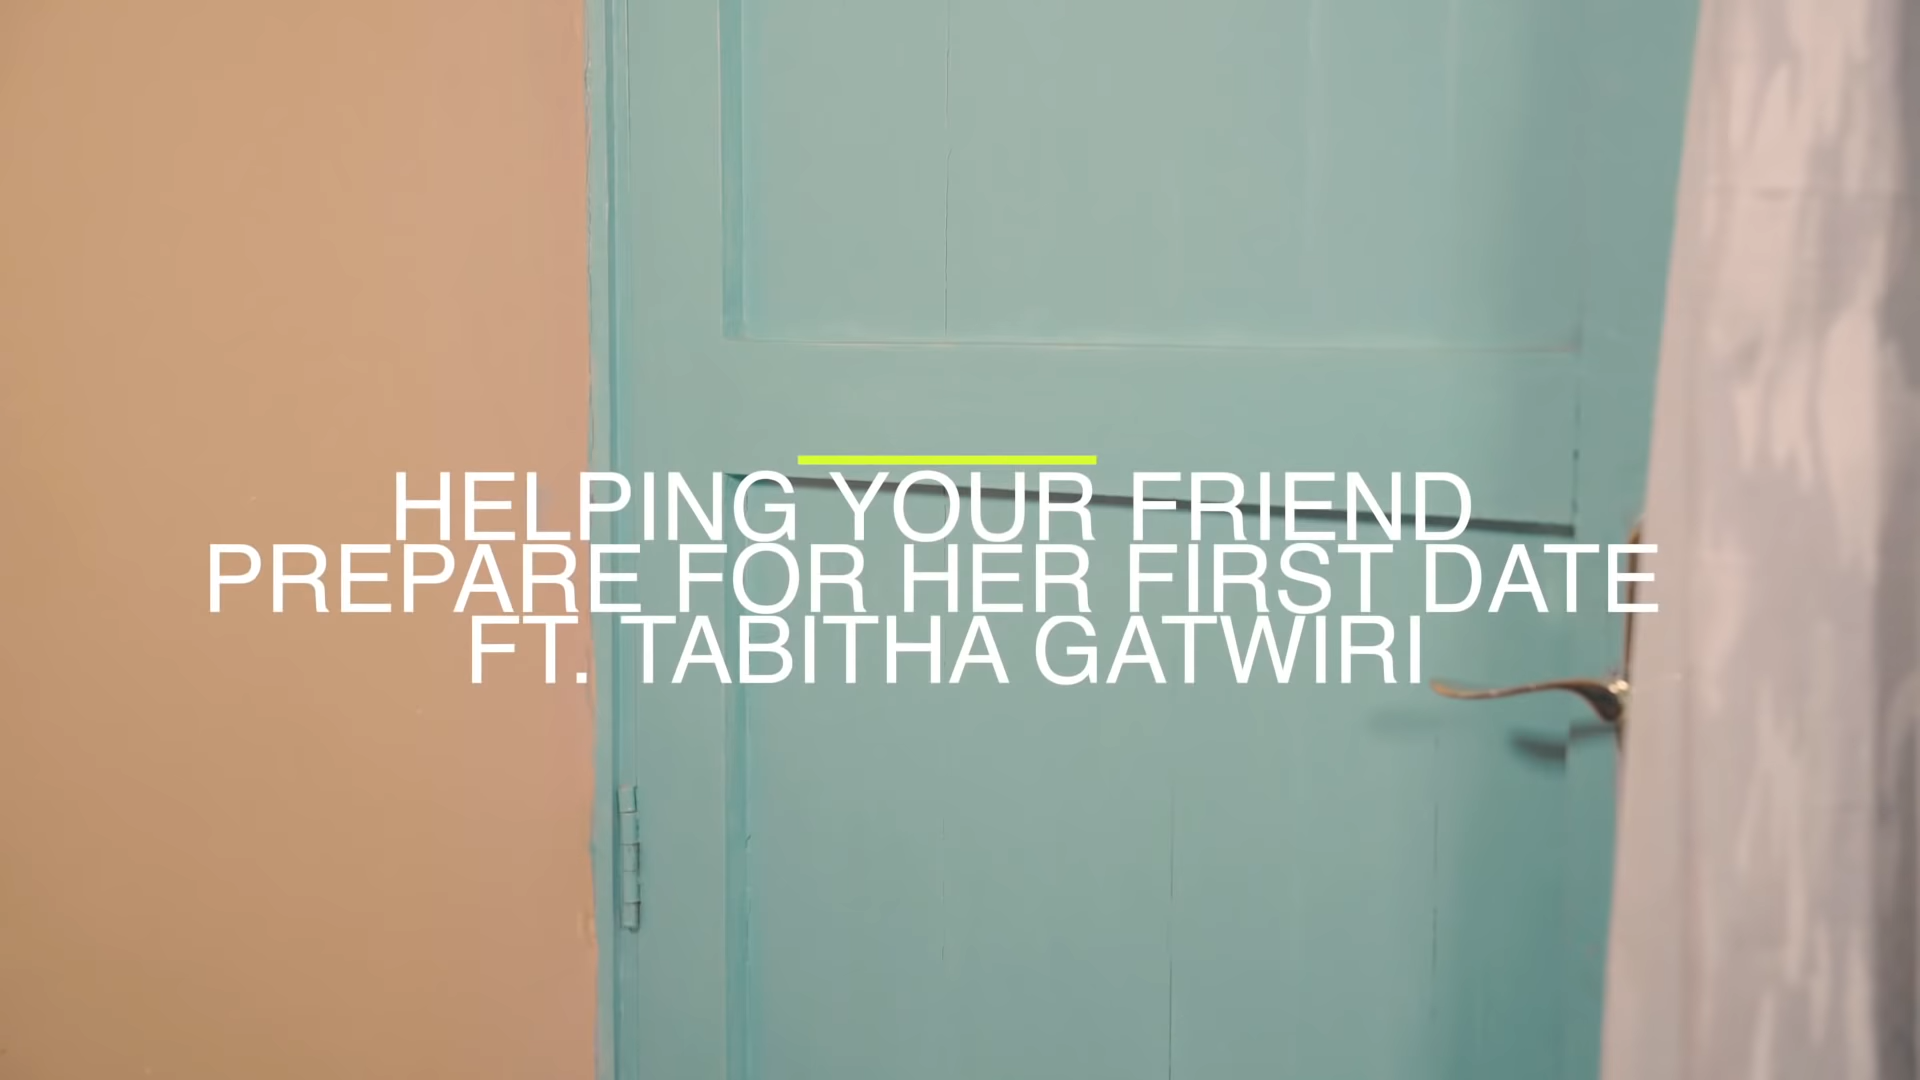 HELPING YOUR FRIEND
PREPARE FOR HER FIRST DATE
FT. TABITHA GATWIRI